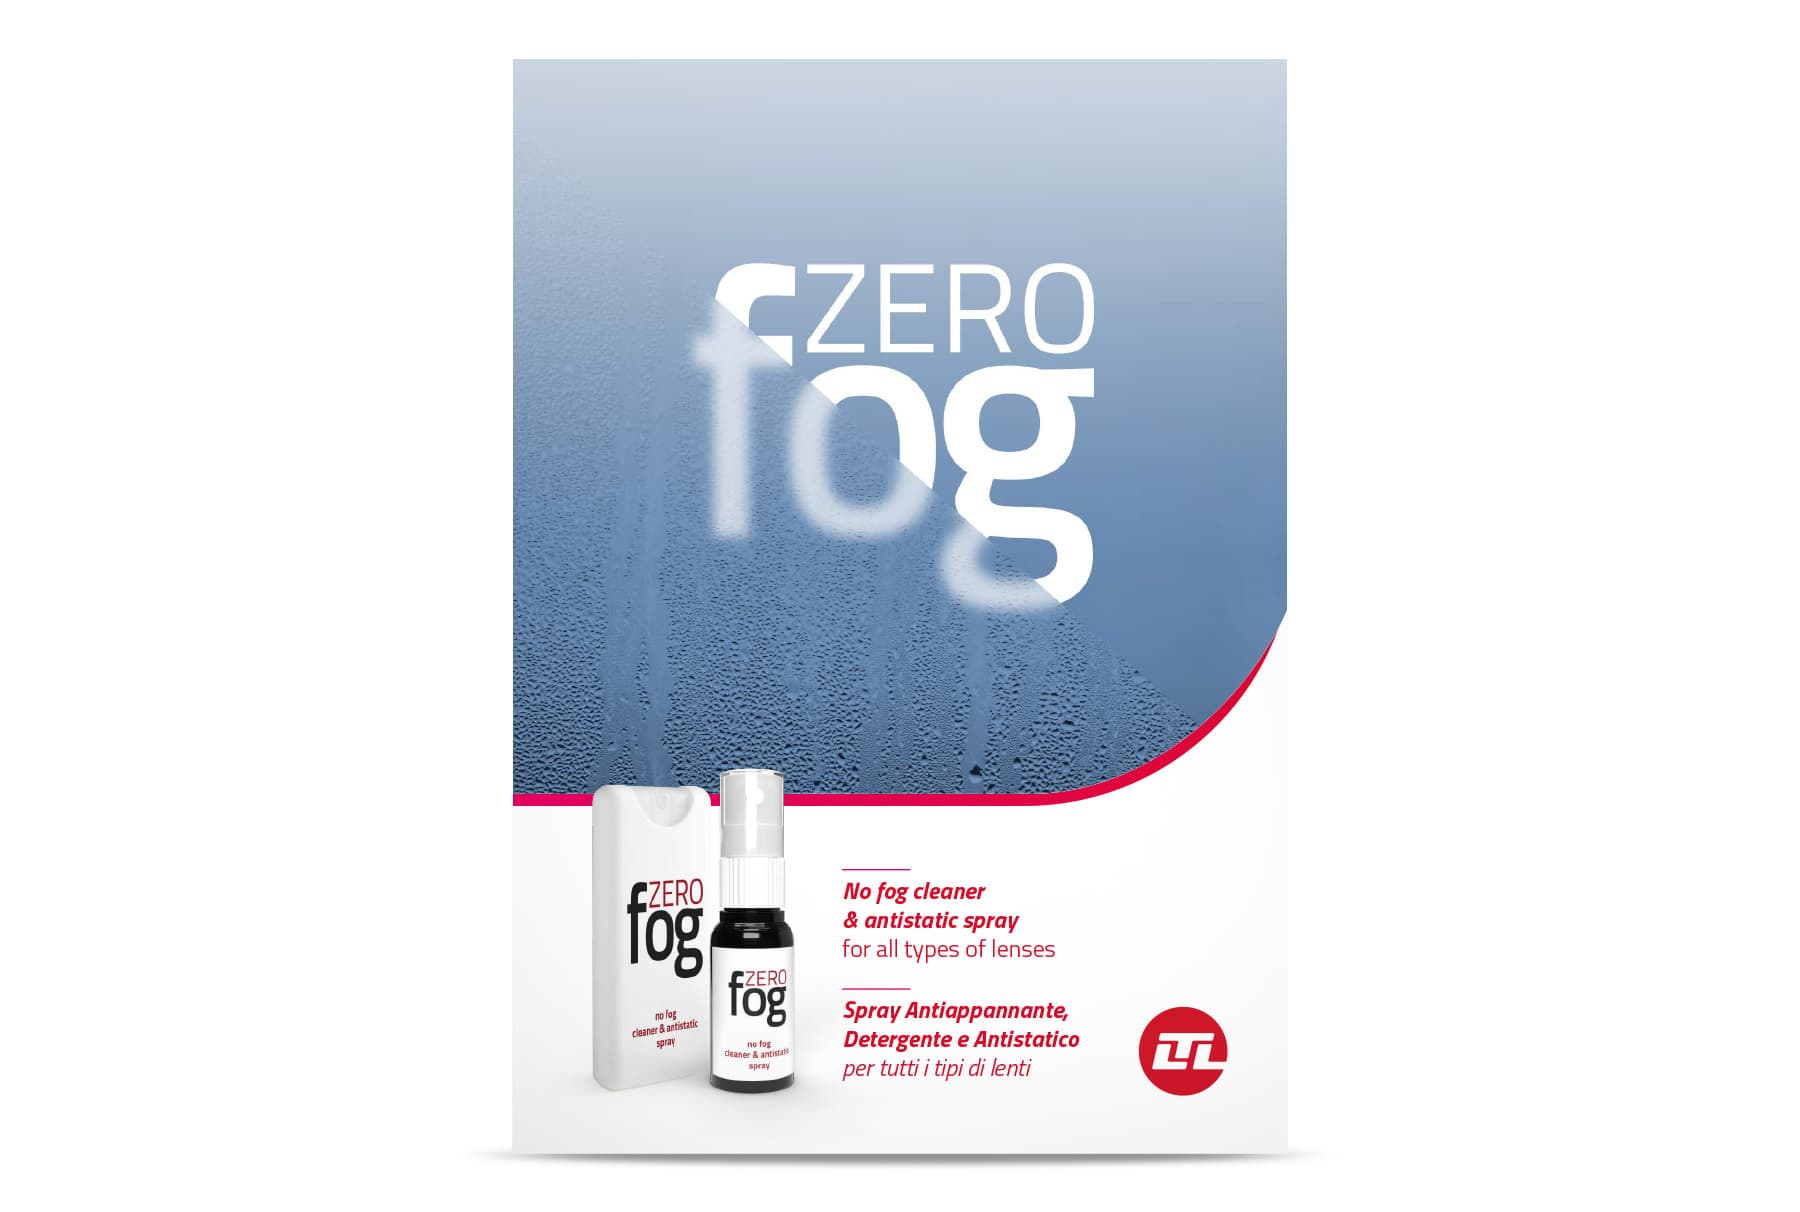 ZERO
fog
ZERO
fog
no fog
cleaner & antistatic
spray
ZERO
fog
no fog
cleaner & antistatic
spray
No fog cleaner
& antistatic spray
for all types of lenses
Spray Antiappannante,
Detergente e Antistatico
per tutti i tipi di lenti
LTL